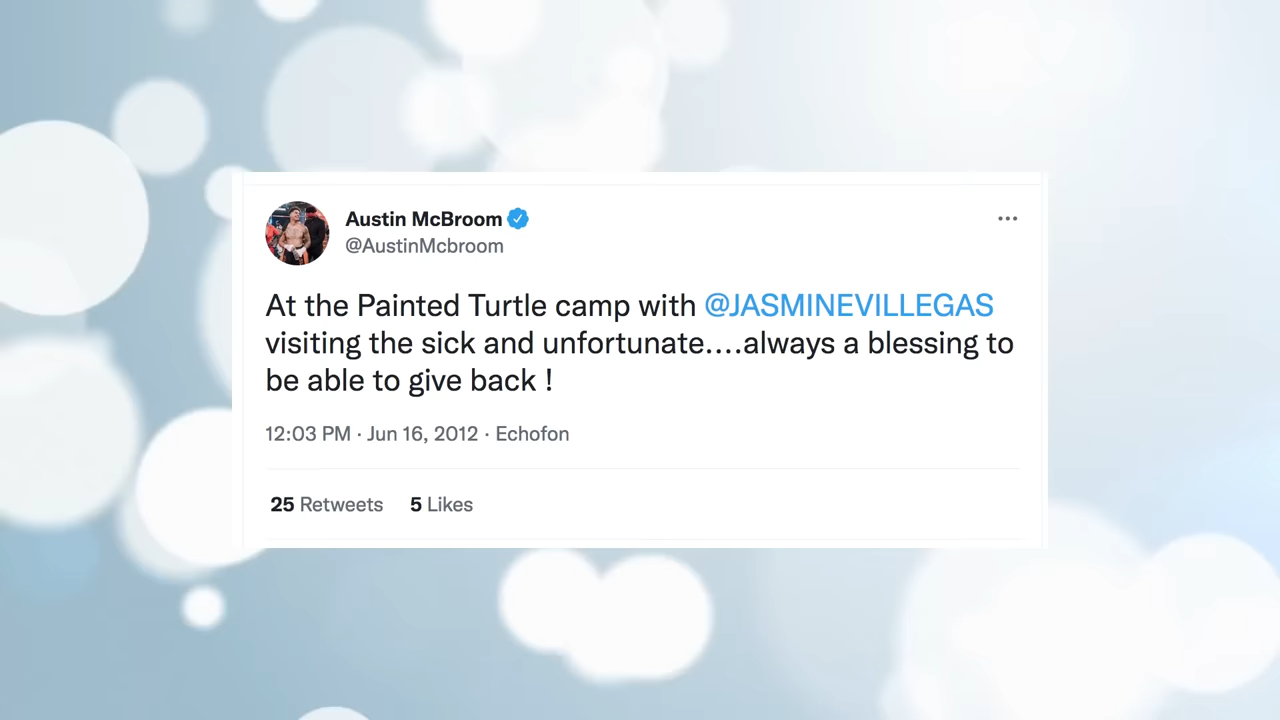 Austin McBroom
@AustinMcbroom
At the Painted Turtle camp with @JASMINEVILLEGAS
visiting the sick and unfortunate....always a blessing to
be able to give back !
12:03 PM · Jun 16, 2012 · Echofon
25 Retweets 5 Likes